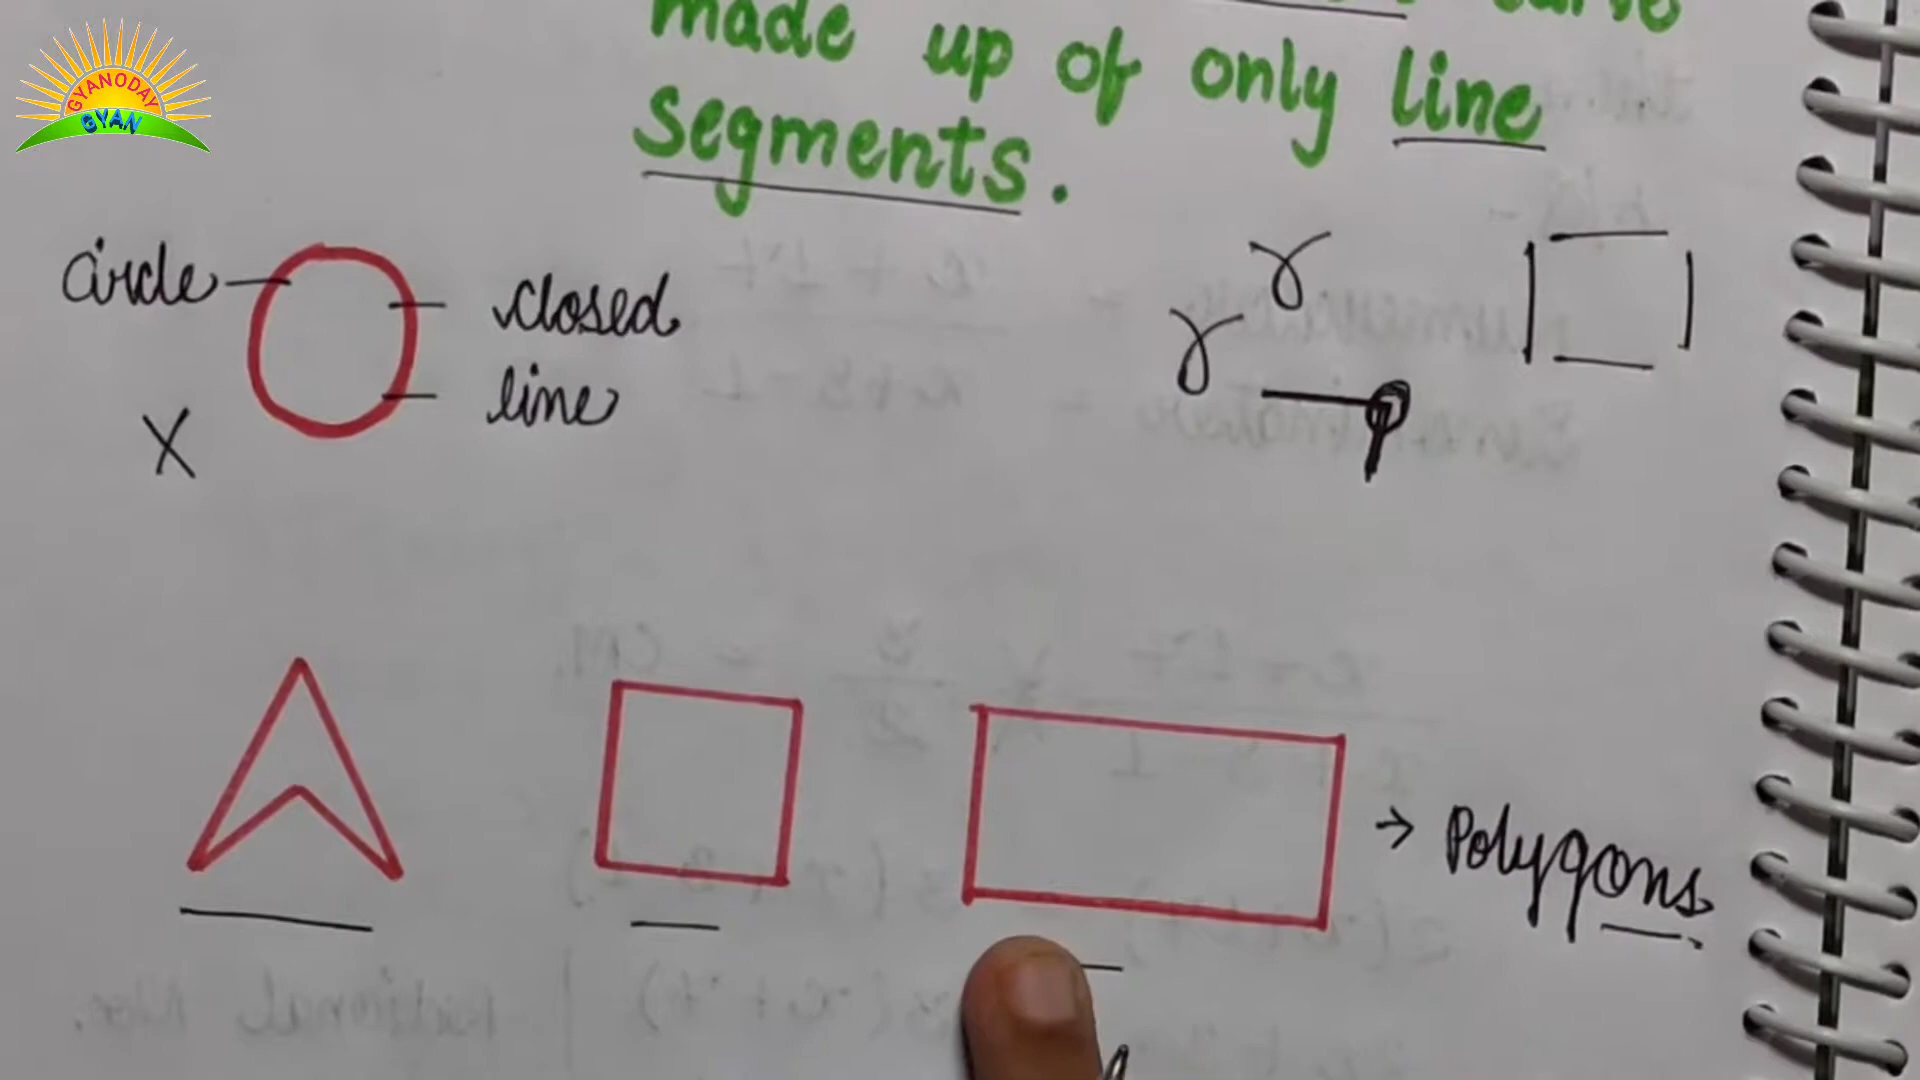 GYANODAY
GYAN
made up of only line
segments.
circle
closed
line
X
→ Polygons